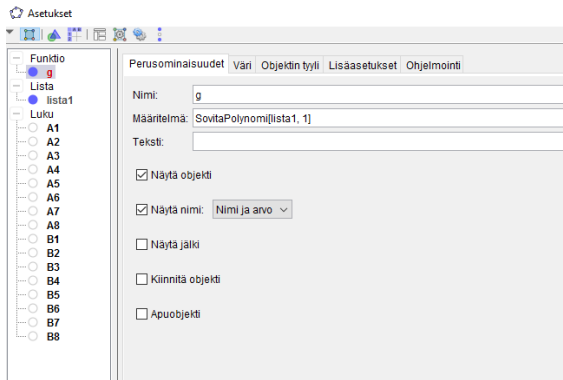 Asetukset
Funktio
g
Lista
lista1
Luku
A1
A2
A3
A4
A5
A6
A7
A8
B1
B2
B3
B4
B5
B6
B7
B8
Perusominaisuudet Väri Objektin tyyli Lisäasetukset Ohjelmointi
Nimi: g
Määritelmä: SovitaPolynomi[lista1, 1]
Teksti:
Näytä objekti
Näytä nimi: Nimi ja arvo
Näytä jälki
Kiinnitä objekti
Apuobjekti